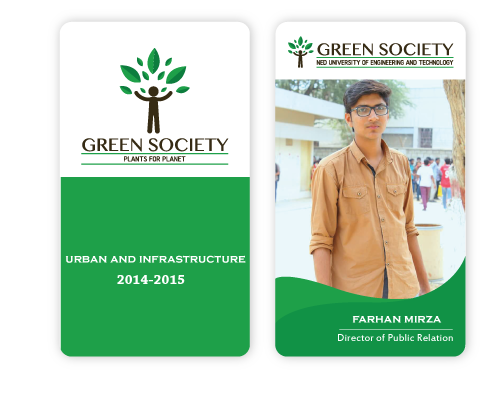 GREEN SOCIETY
PLANTS FOR PLANET
URBAN AND INFRASTRUCTURE
2014-2015
GREEN SOCIETY
NED UNIVERSITY OF ENGINEERING AND TECHNOLOGY
FARHAN MIRZA
Director of Public Relation